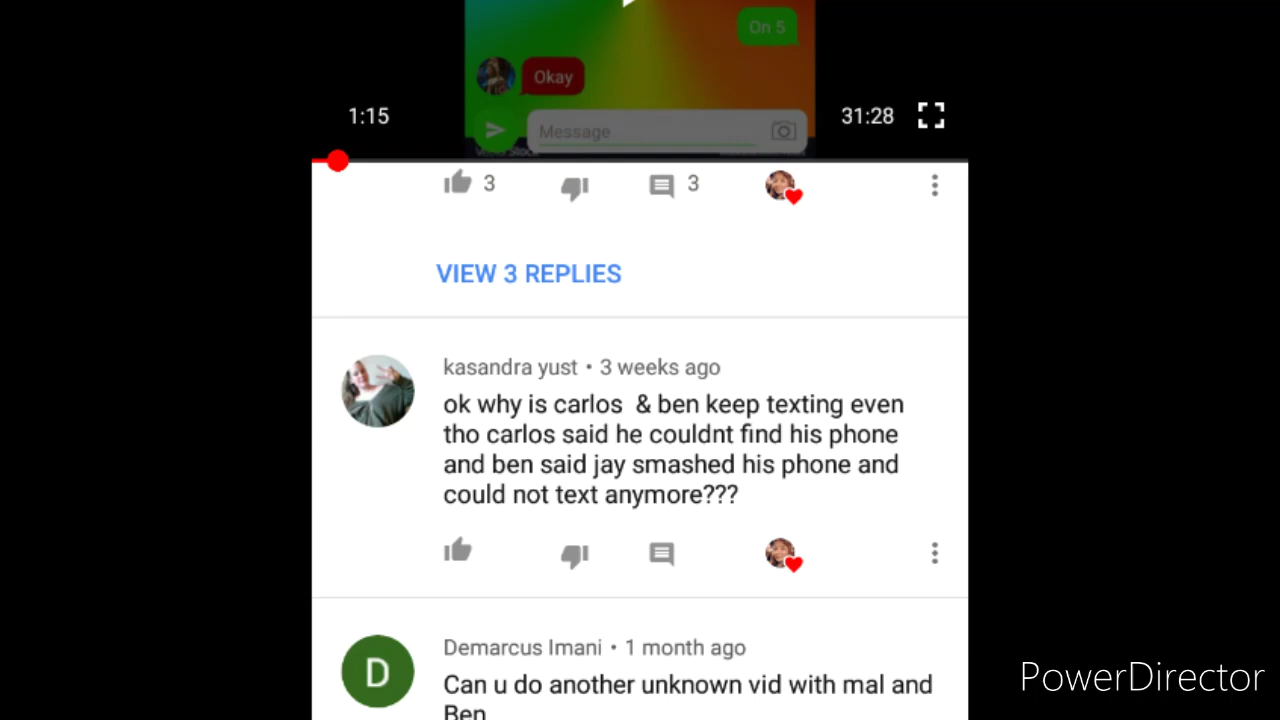 On 5
Okay
Message
1:15
31:28
3
3
VIEW 3 REPLIES
kasandra yust • 3 weeks ago
ok why is carlos  & ben keep texting even
tho carlos said he couldnt find his phone
and ben said jay smashed his phone and
could not text anymore???
D
Demarcus Imani • 1 month ago
Can u do another unknown vid with mal and
Ben
PowerDirector